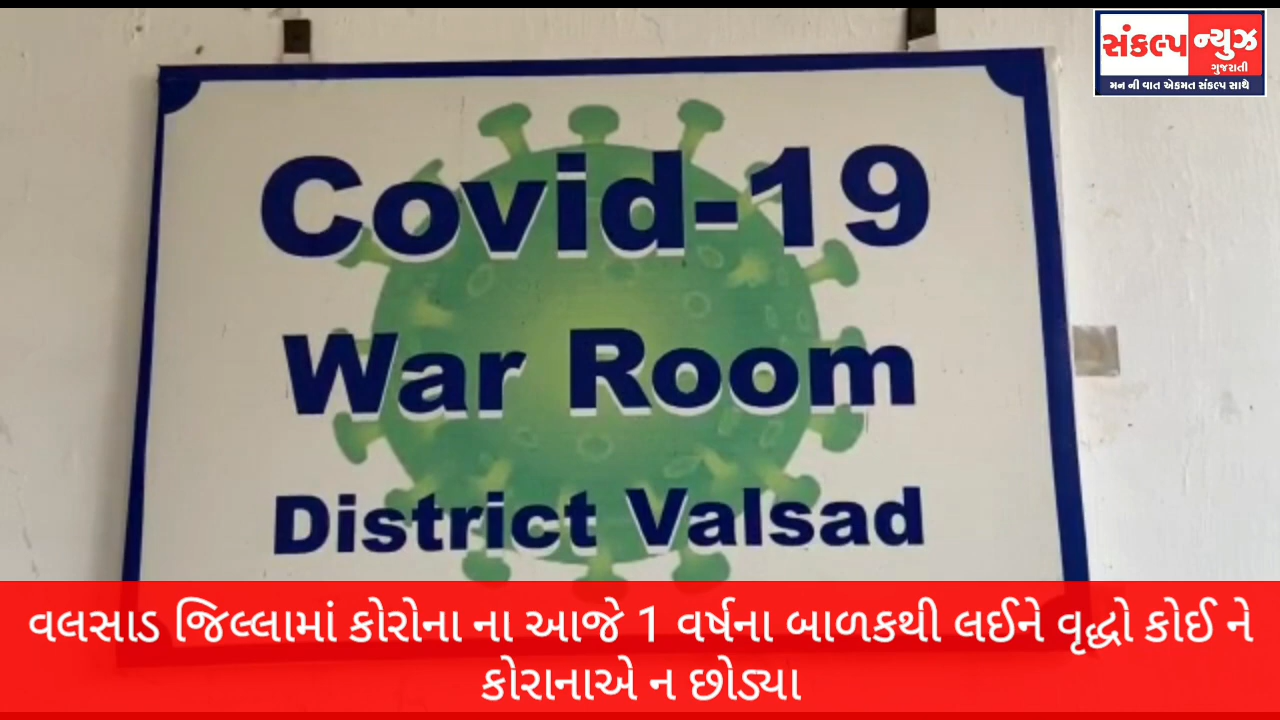 સંકલ્પ ન્યુઝ
ગુજરાતી
મન ની વાત એકમત સંકલ્પ સાથે
Covid-19
War Room
District Valsad
વલસાડ જિલ્લામાં કોરોના ના આજે 1 વર્ષના બાળકથી લઈને વૃદ્ધો કોઈ ને
કોરાનાએ ન છોડ્યા